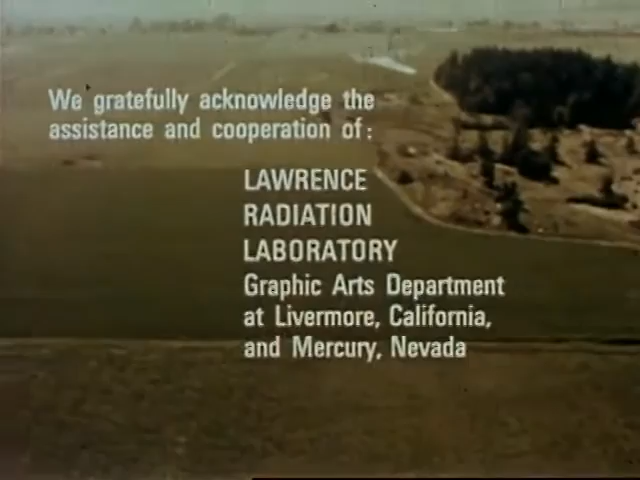 We gratefully acknowledge the
assistance and cooperation of:
LAWRENCE
RADIATION
LABORATORY
Graphic Arts Department
at Livermore, California,
and Mercury, Nevada